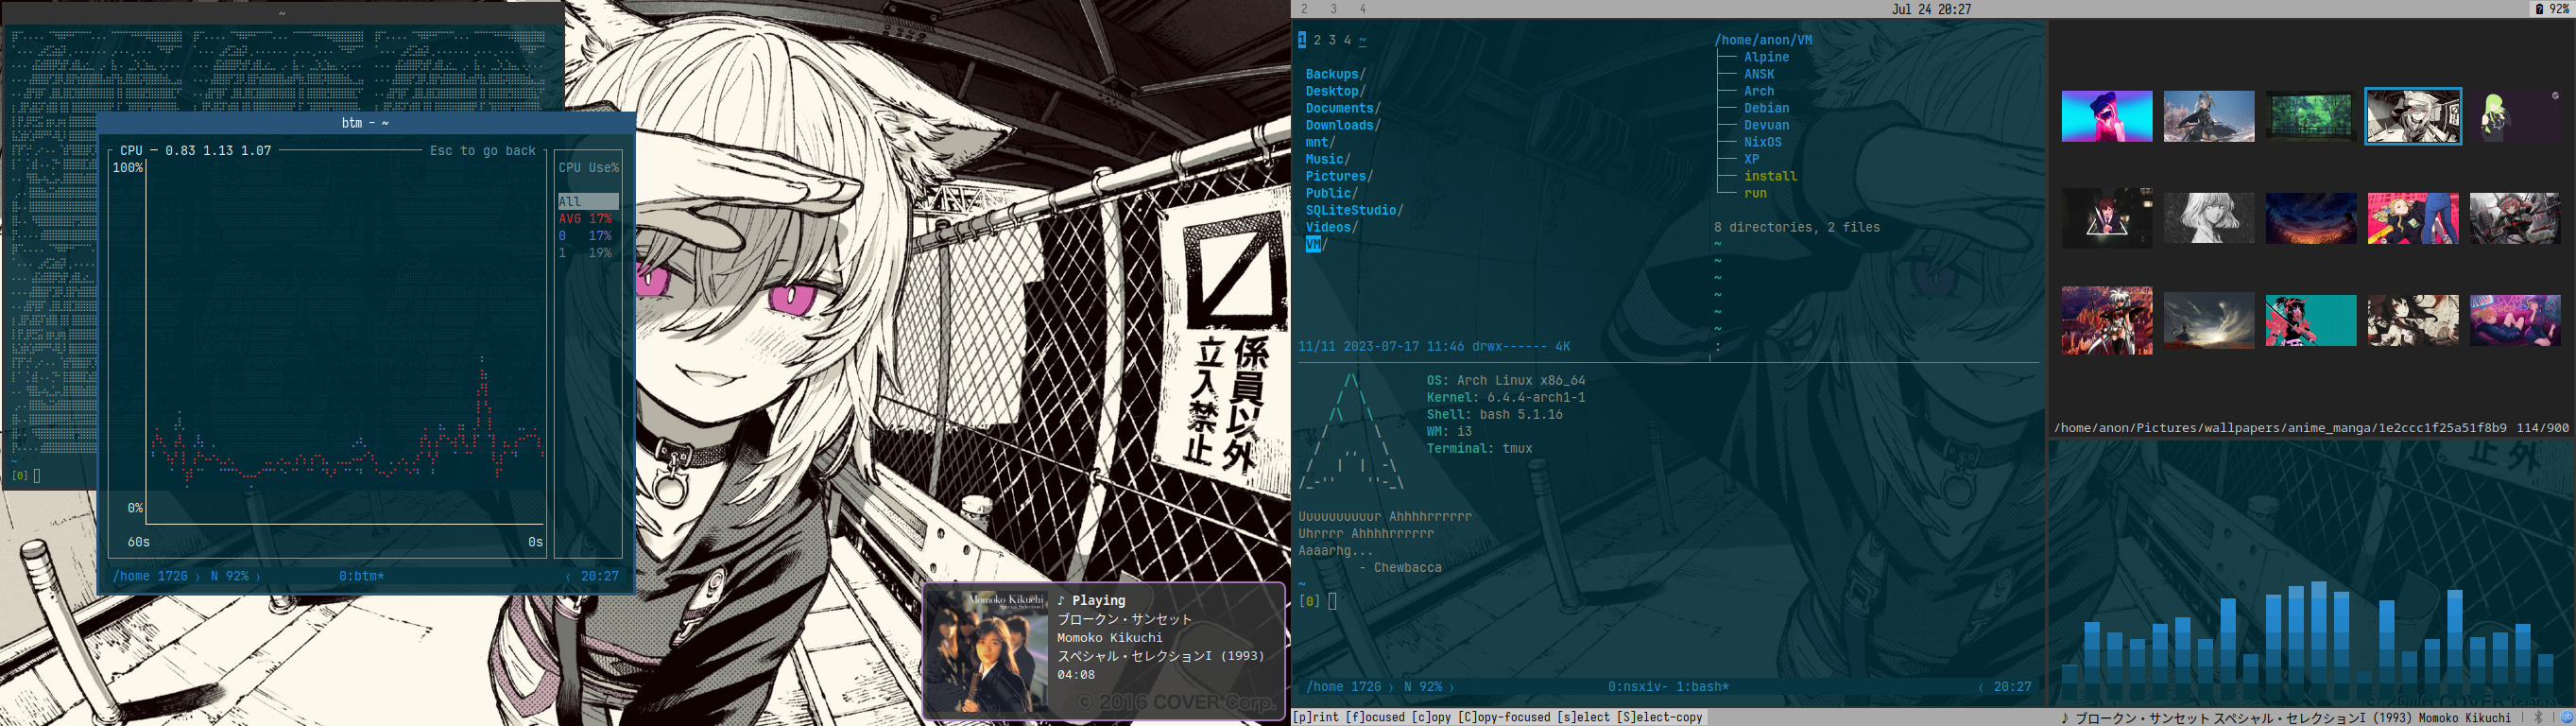 ~
btm - ~
CPU — 0.83 1.13 1.07
Esc to go back
100%
0%
60s
0s
CPU Use%
All
AVG 17%
0 17%
1 19%
/home 172G ⟩ N 92% ⟩
0:btm*
⟨ 20:27
~
[0]
係員以外
立入禁止
Momoko Kikuchi
♪ Playing
ブロークン・サンセット
Momoko Kikuchi
スペシャル・セレクションI (1993)
04:08
© 2016 COVER Corp.
2 3 4
Jul 24 20:27
92%
1 2 3 4 ~
Backups/
Desktop/
Documents/
Downloads/
mnt/
Music/
Pictures/
Public/
SQLiteStudio/
Videos/
VM/
11/11 2023-07-17 11:46 drwx------ 4K
/home/anon/VM
├── Alpine
├── ANSK
├── Arch
├── Debian
├── Devuan
├── NixOS
├── XP
├── install
└── run
8 directories, 2 files
~
~
~
~
~
~
:
OS: Arch Linux x86_64
Kernel: 6.4.4-arch1-1
Shell: bash 5.1.16
WM: i3
Terminal: tmux
Uuuuuuuuuur Ahhhhrrrrrr
Uhrrrr Ahhhhrrrrrrr
Aaaarhg...
- Chewbacca
~
[0]
/home 172G ⟩ N 92% ⟩
0:nsxiv- 1:bash*
⟨ 20:27
/home/anon/Pictures/wallpapers/anime_manga/1e2ccc1f25a51f8b9 114/900
止 外
[p]rint [f]ocused [c]opy [C]opy-focused [s]elect [S]elect-copy
♪ ブロークン・サンセット スペシャル・セレクションI (1993) Momoko Kikuchi